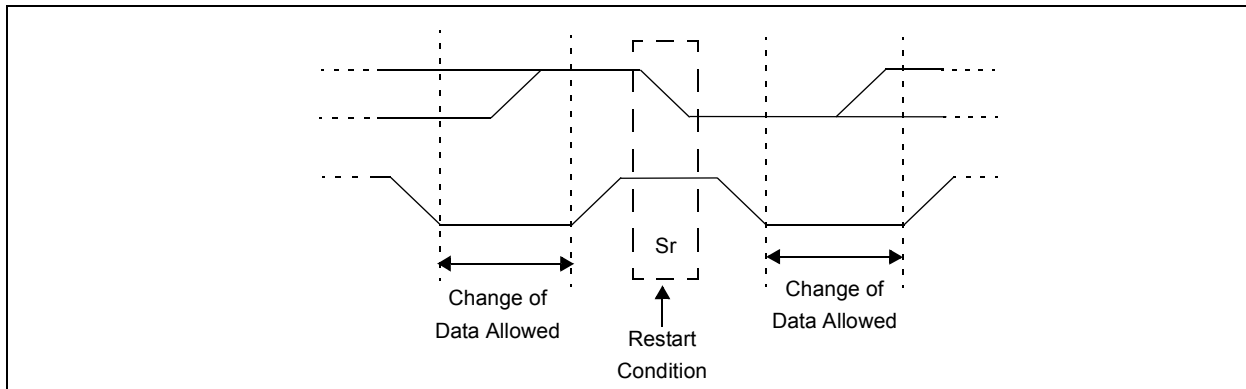 Sr
Change of
Data Allowed
Restart
Condition
Change of
Data Allowed